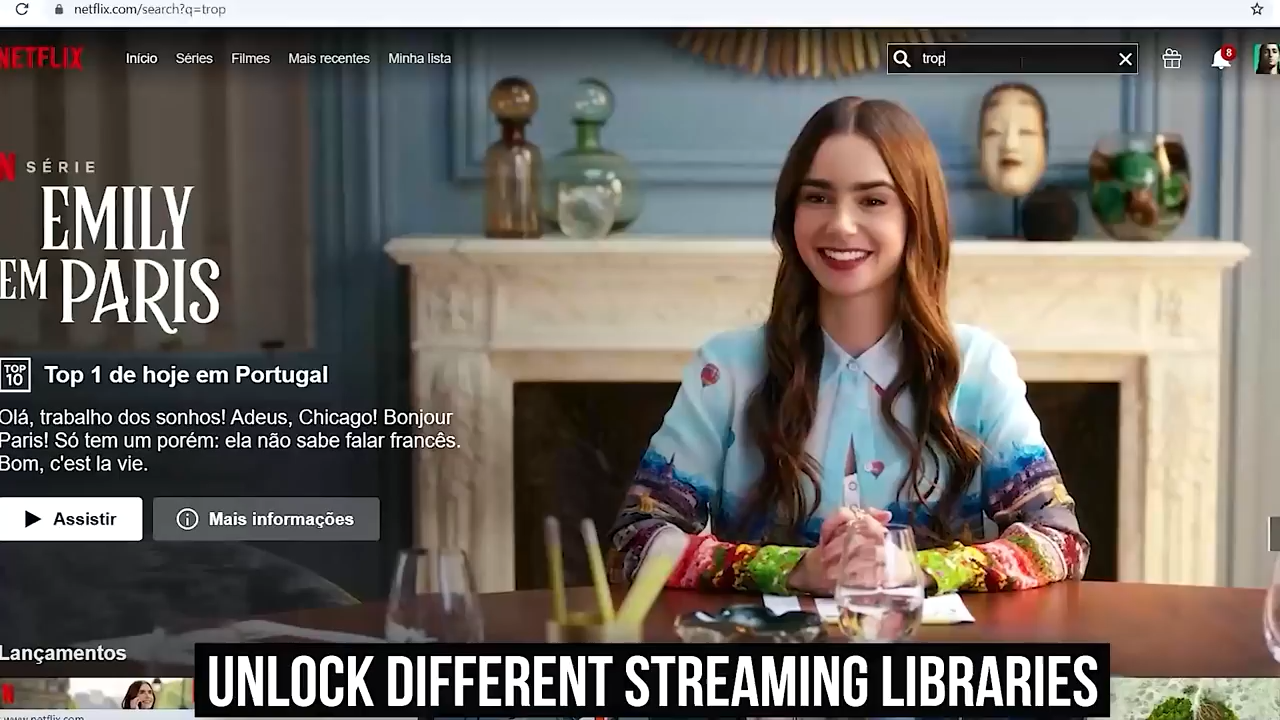 netflix.com/search?q=trop
NETFLIX Início Séries Filmes Mais recentes Minha lista trop 8
N SÉRIE
EMILY
EM PARIS
TOP
10
Top 1 de hoje em Portugal
Olá, trabalho dos sonhos! Adeus, Chicago! Bonjour
Paris! Só tem um porém: ela não sabe falar francês.
Bom, c'est la vie.
Assistir Mais informações
Lançamentos
N
UNLOCK DIFFERENT STREAMING LIBRARIES